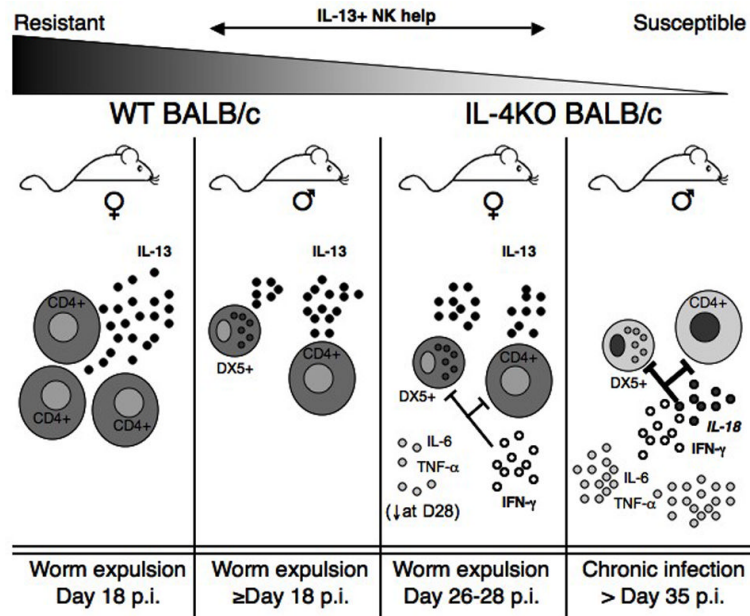 IL-13+ NK help
Resistant
Susceptible
WT BALB/c
IL-4KO BALB/c
♀
♂
♀
♂
IL-13
CD4+
CD4+
CD4+
IL-13
DX5+
CD4+
IL-13
CD4+
DX5+
IL-6
TNF-α
(↓at D28)
IFN-γ
CD4+
DX5+
IL-18
IFN-γ
IL-6
TNF-α
Worm expulsion
Day 18 p.i.
Worm expulsion
≥Day 18 p.i.
Worm expulsion
Day 26-28 p.i.
Chronic infection
> Day 35 p.i.